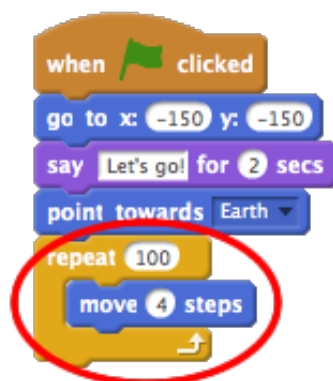 when clicked
go to x: -150 y: -150
say Let's go! for 2 secs
point towards Earth
repeat 100
move 4 steps